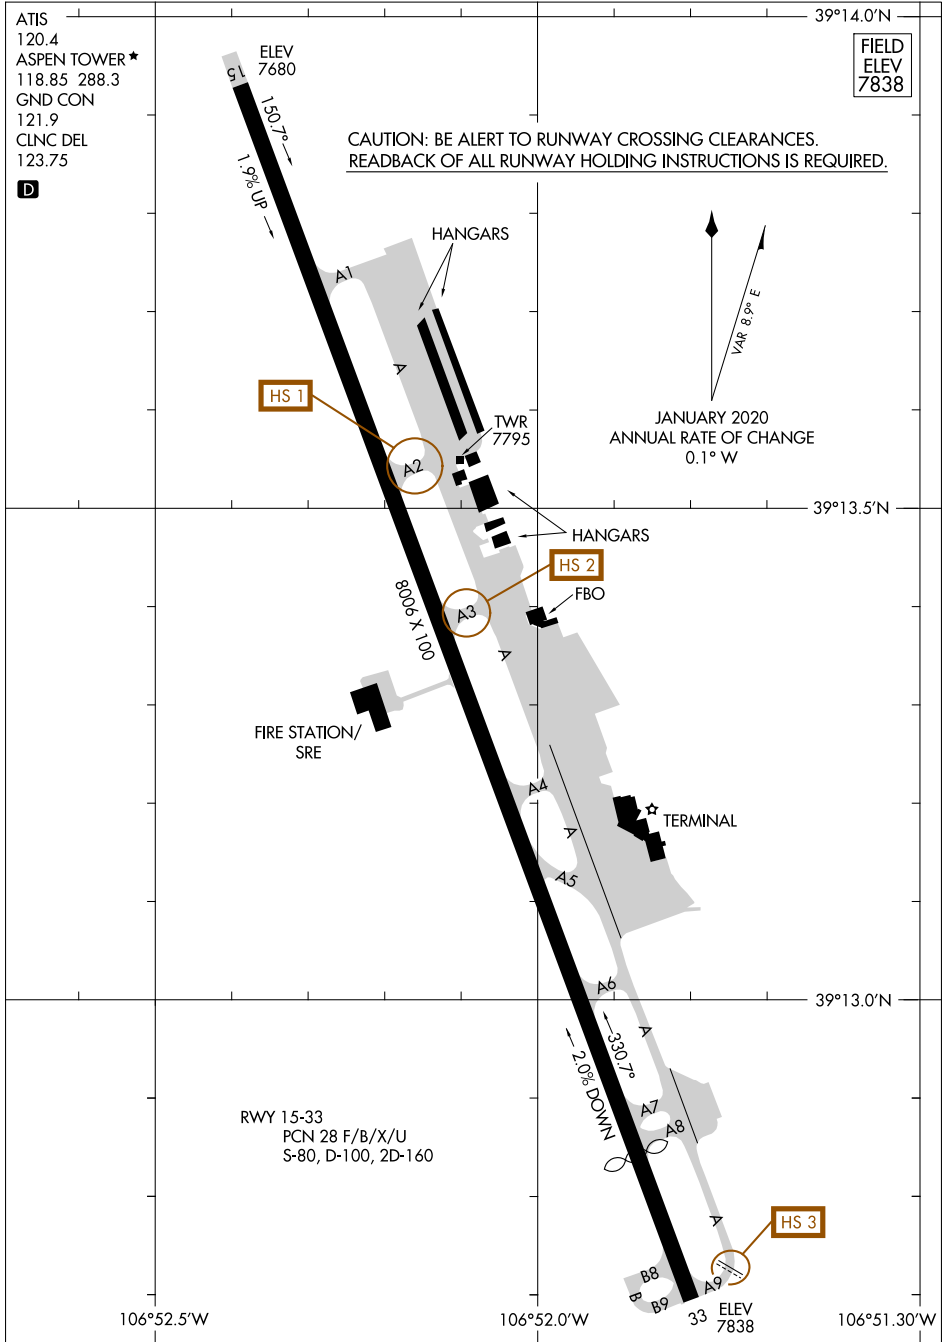 ATIS
120.4
ASPEN TOWER★
118.85 288.3
GND CON
121.9
CLNC DEL
123.75
D
39°14.0'N
FIELD
ELEV
7838
15
ELEV
7680
150.7°
1.9% UP
CAUTION: BE ALERT TO RUNWAY CROSSING CLEARANCES.
READBACK OF ALL RUNWAY HOLDING INSTRUCTIONS IS REQUIRED.
HANGARS
A1
VAR 8.9° E
A
HS 1
JANUARY 2020
ANNUAL RATE OF CHANGE
0.1° W
TWR
7795
A2
39°13.5'N
HANGARS
HS 2
FBO
8006 X 100
A3
A
FIRE STATION/
SRE
A4
TERMINAL
A
A5
A6
39°13.0'N
A
330.7°
2.0% DOWN
RWY 15-33
PCN 28 F/B/X/U
S-80, D-100, 2D-160
A7
A8
A
HS 3
B8
A9
B
B9
33
ELEV
7838
106°52.5'W
106°52.0'W
106°51.30'W